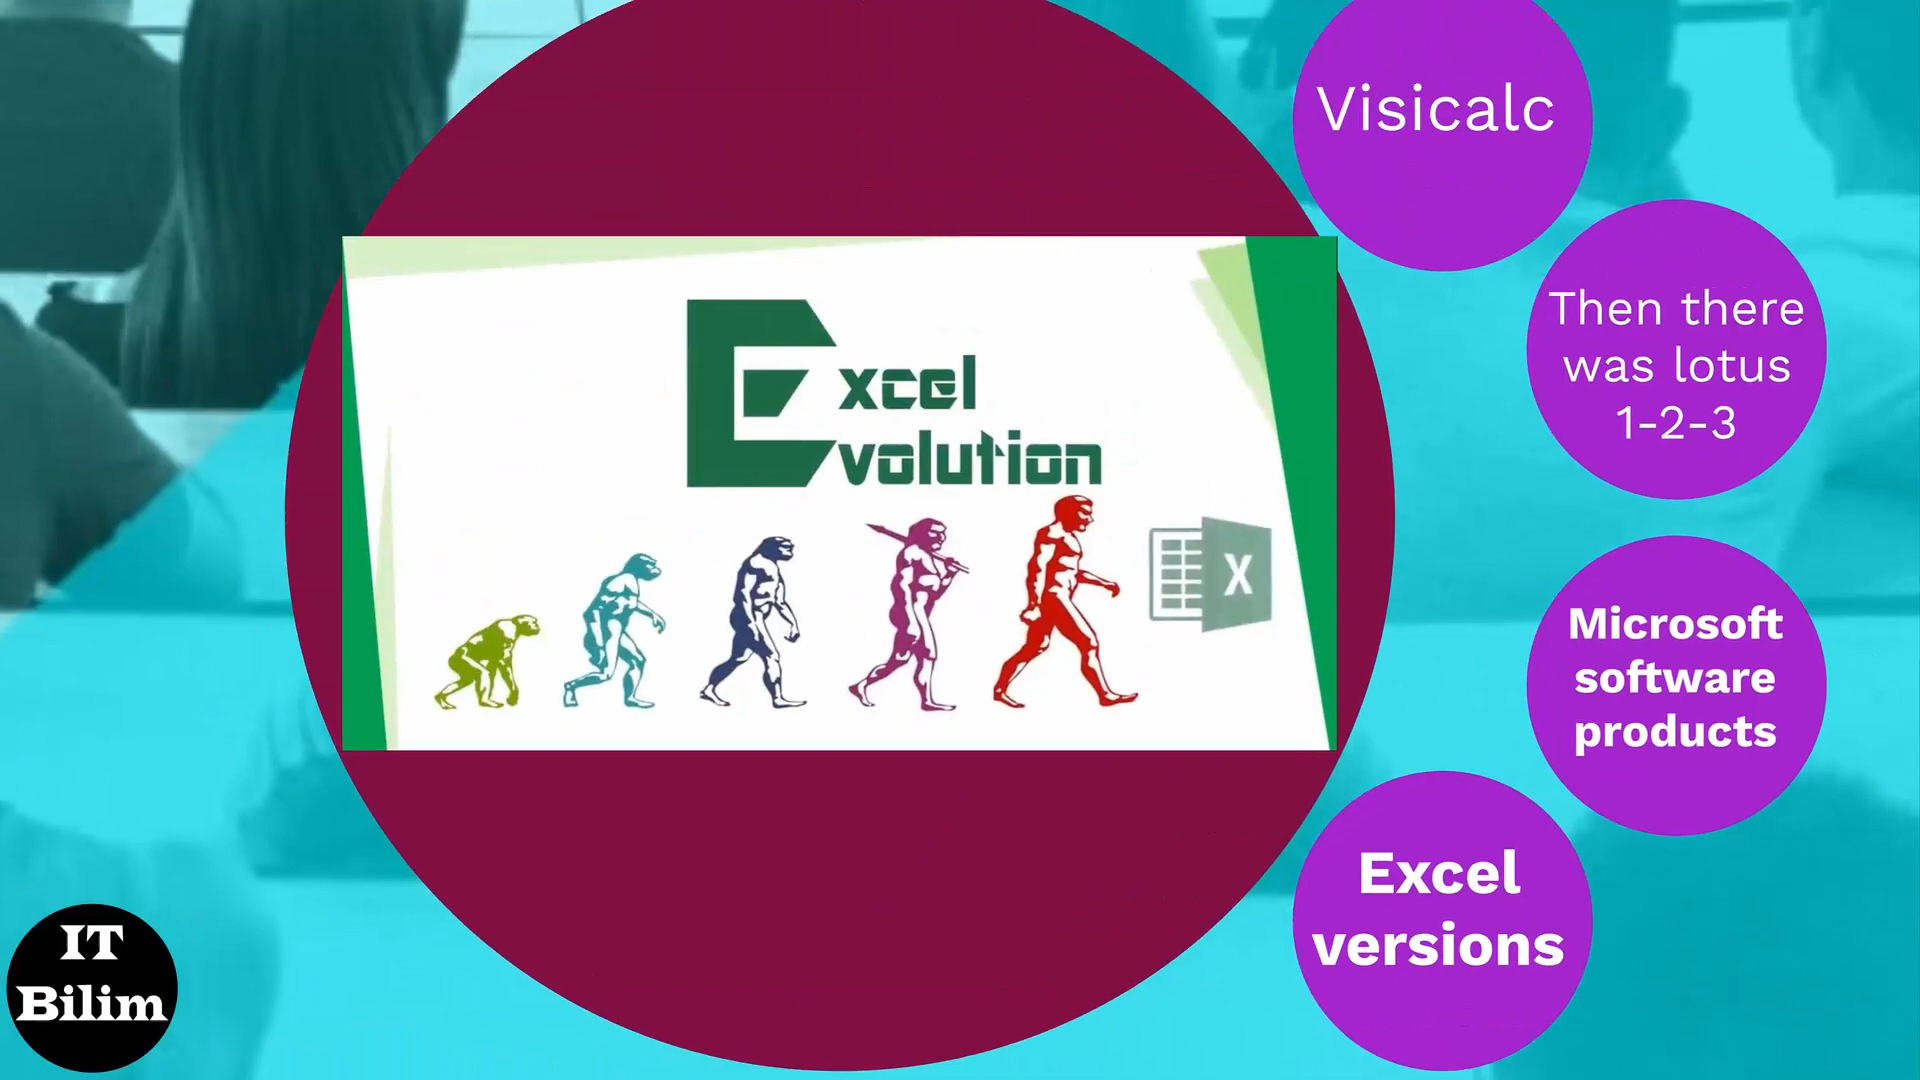 Excel
Evolution
X
Visicalc
Then there
was lotus
1-2-3
Microsoft
software
products
Excel
versions
IT
Bilim